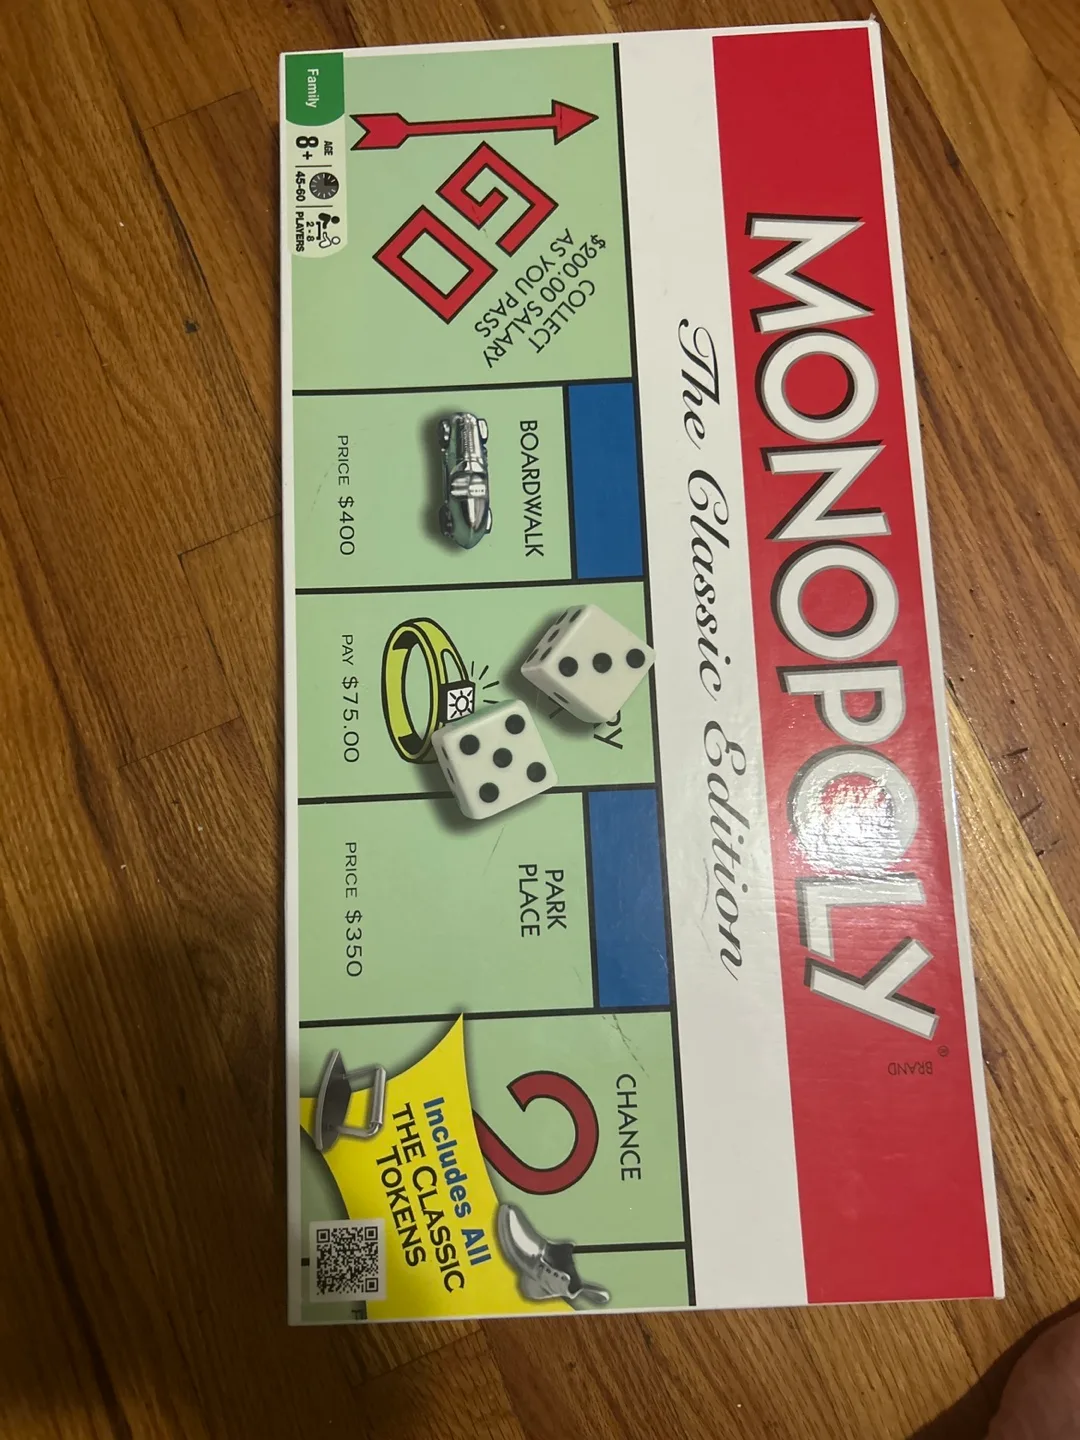 MONOPOLY
BRAND
®
The Classic Edition
COLLECT
$200.00 SALARY
AS YOU PASS
GO
BOARDWALK
PRICE $400
RY
PAY $75.00
PARK
PLACE
PRICE $350
CHANCE
Includes All
THE CLASSIC
TOKENS
Family
AGE
8+
45-60
2 - 8
PLAYERS